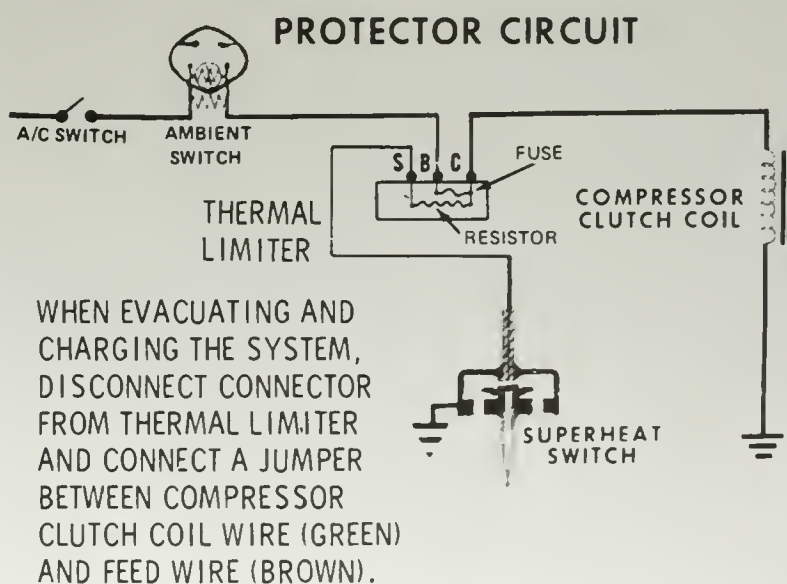 PROTECTOR CIRCUIT
A/C SWITCH
AMBIENT
SWITCH
S B C
FUSE
RESISTOR
THERMAL
LIMITER
COMPRESSOR
CLUTCH COIL
SUPERHEAT
SWITCH
WHEN EVACUATING AND
CHARGING THE SYSTEM,
DISCONNECT CONNECTOR
FROM THERMAL LIMITER
AND CONNECT A JUMPER
BETWEEN COMPRESSOR
CLUTCH COIL WIRE (GREEN)
AND FEED WIRE (BROWN).